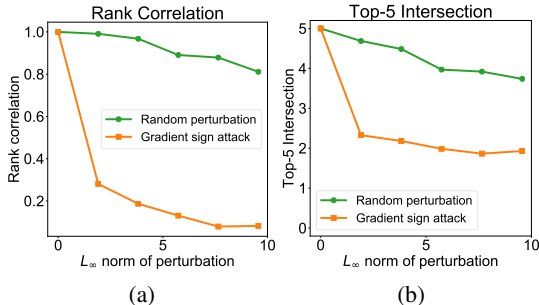 Rank Correlation
1.0
0.8
0.6
0.4
0.2
Rank correlation
Random perturbation
Gradient sign attack
0
5
10
L∞ norm of perturbation
(a)
Top-5 Intersection
5
4
3
2
1
0
Top-5 Intersection
Random perturbation
Gradient sign attack
0
5
10
L∞ norm of perturbation
(b)